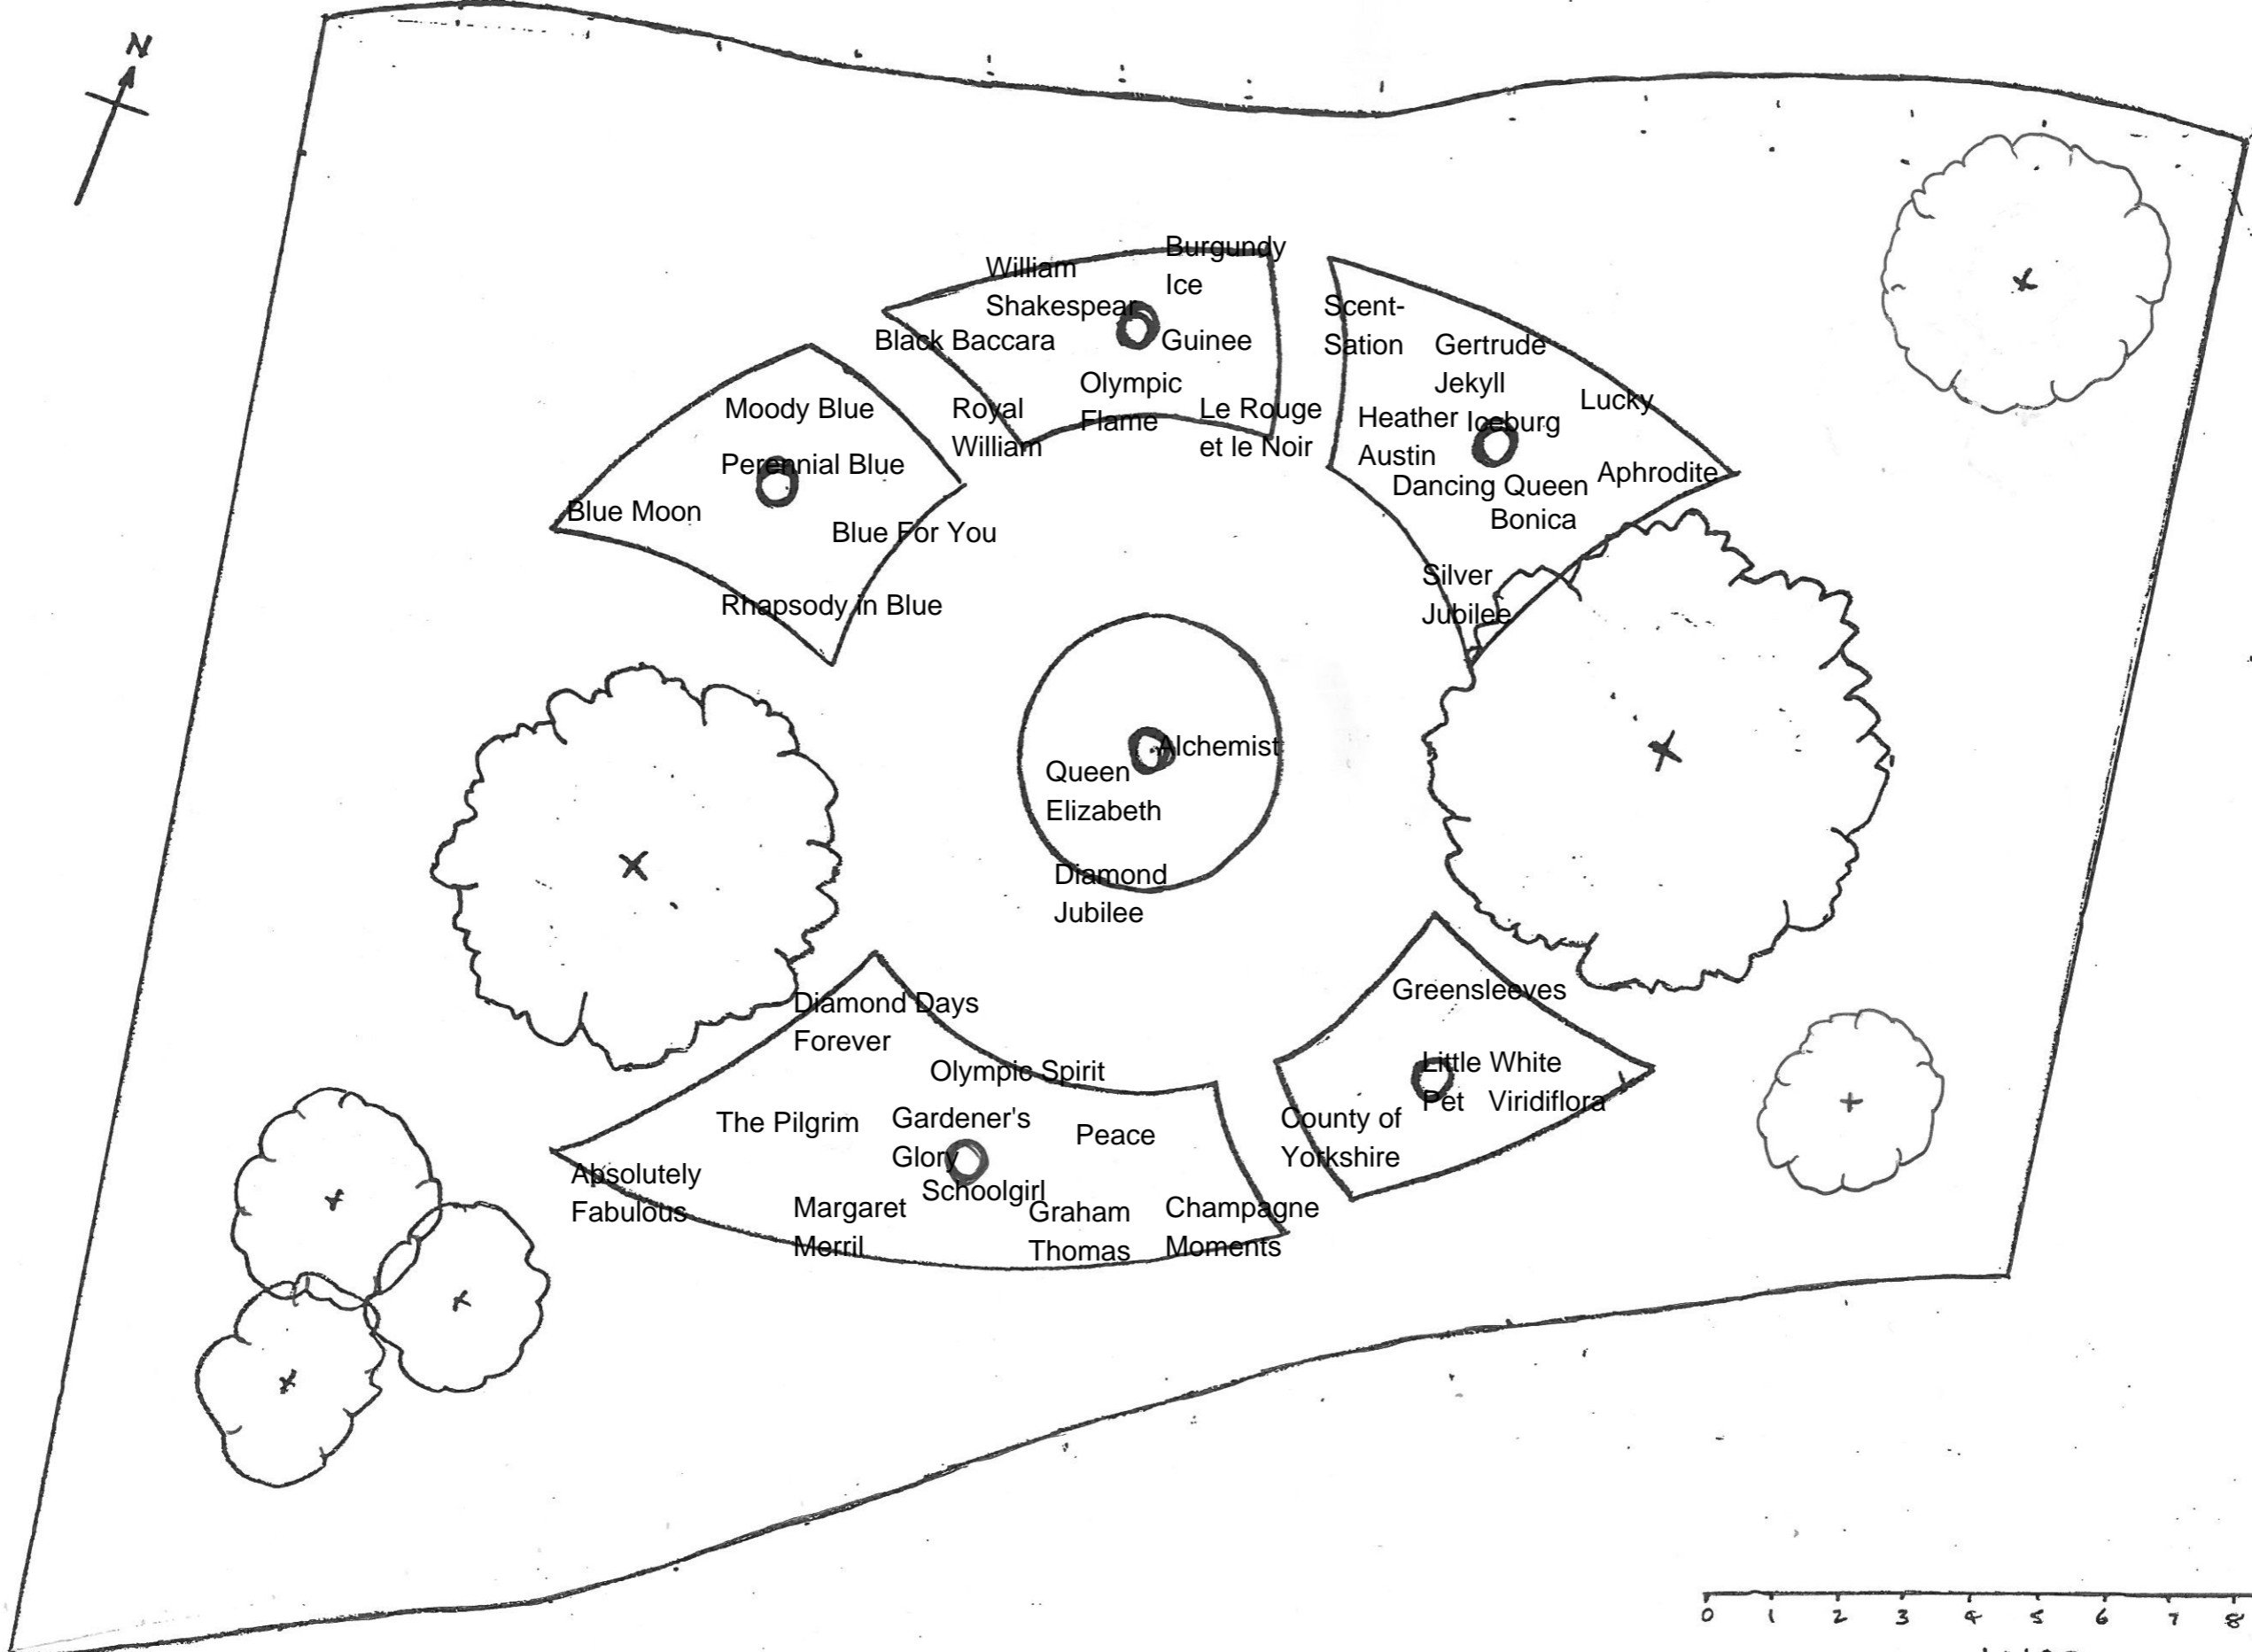 N
Burgundy
Ice
William
Shakespear
Guinee
Black Baccara
Olympic
Flame
Royal
William
Le Rouge
et le Noir
Scent-
Sation
Gertrude
Jekyll
Lucky
Heather
Austin
Iceburg
Aphrodite
Dancing Queen
Bonica
Silver
Jubilee
Moody Blue
Perennial Blue
Blue Moon
Blue For You
Rhapsody in Blue
Alchemist
Queen
Elizabeth
Diamond
Jubilee
Diamond Days
Forever
Olympic Spirit
The Pilgrim
Gardener's
Glory
Peace
Absolutely
Fabulous
Schoolgirl
Margaret
Merril
Graham
Thomas
Champagne
Moments
Greensleeves
Little White
Pet
Viridiflora
County of
Yorkshire
0 1 2 3 4 5 6 7 8